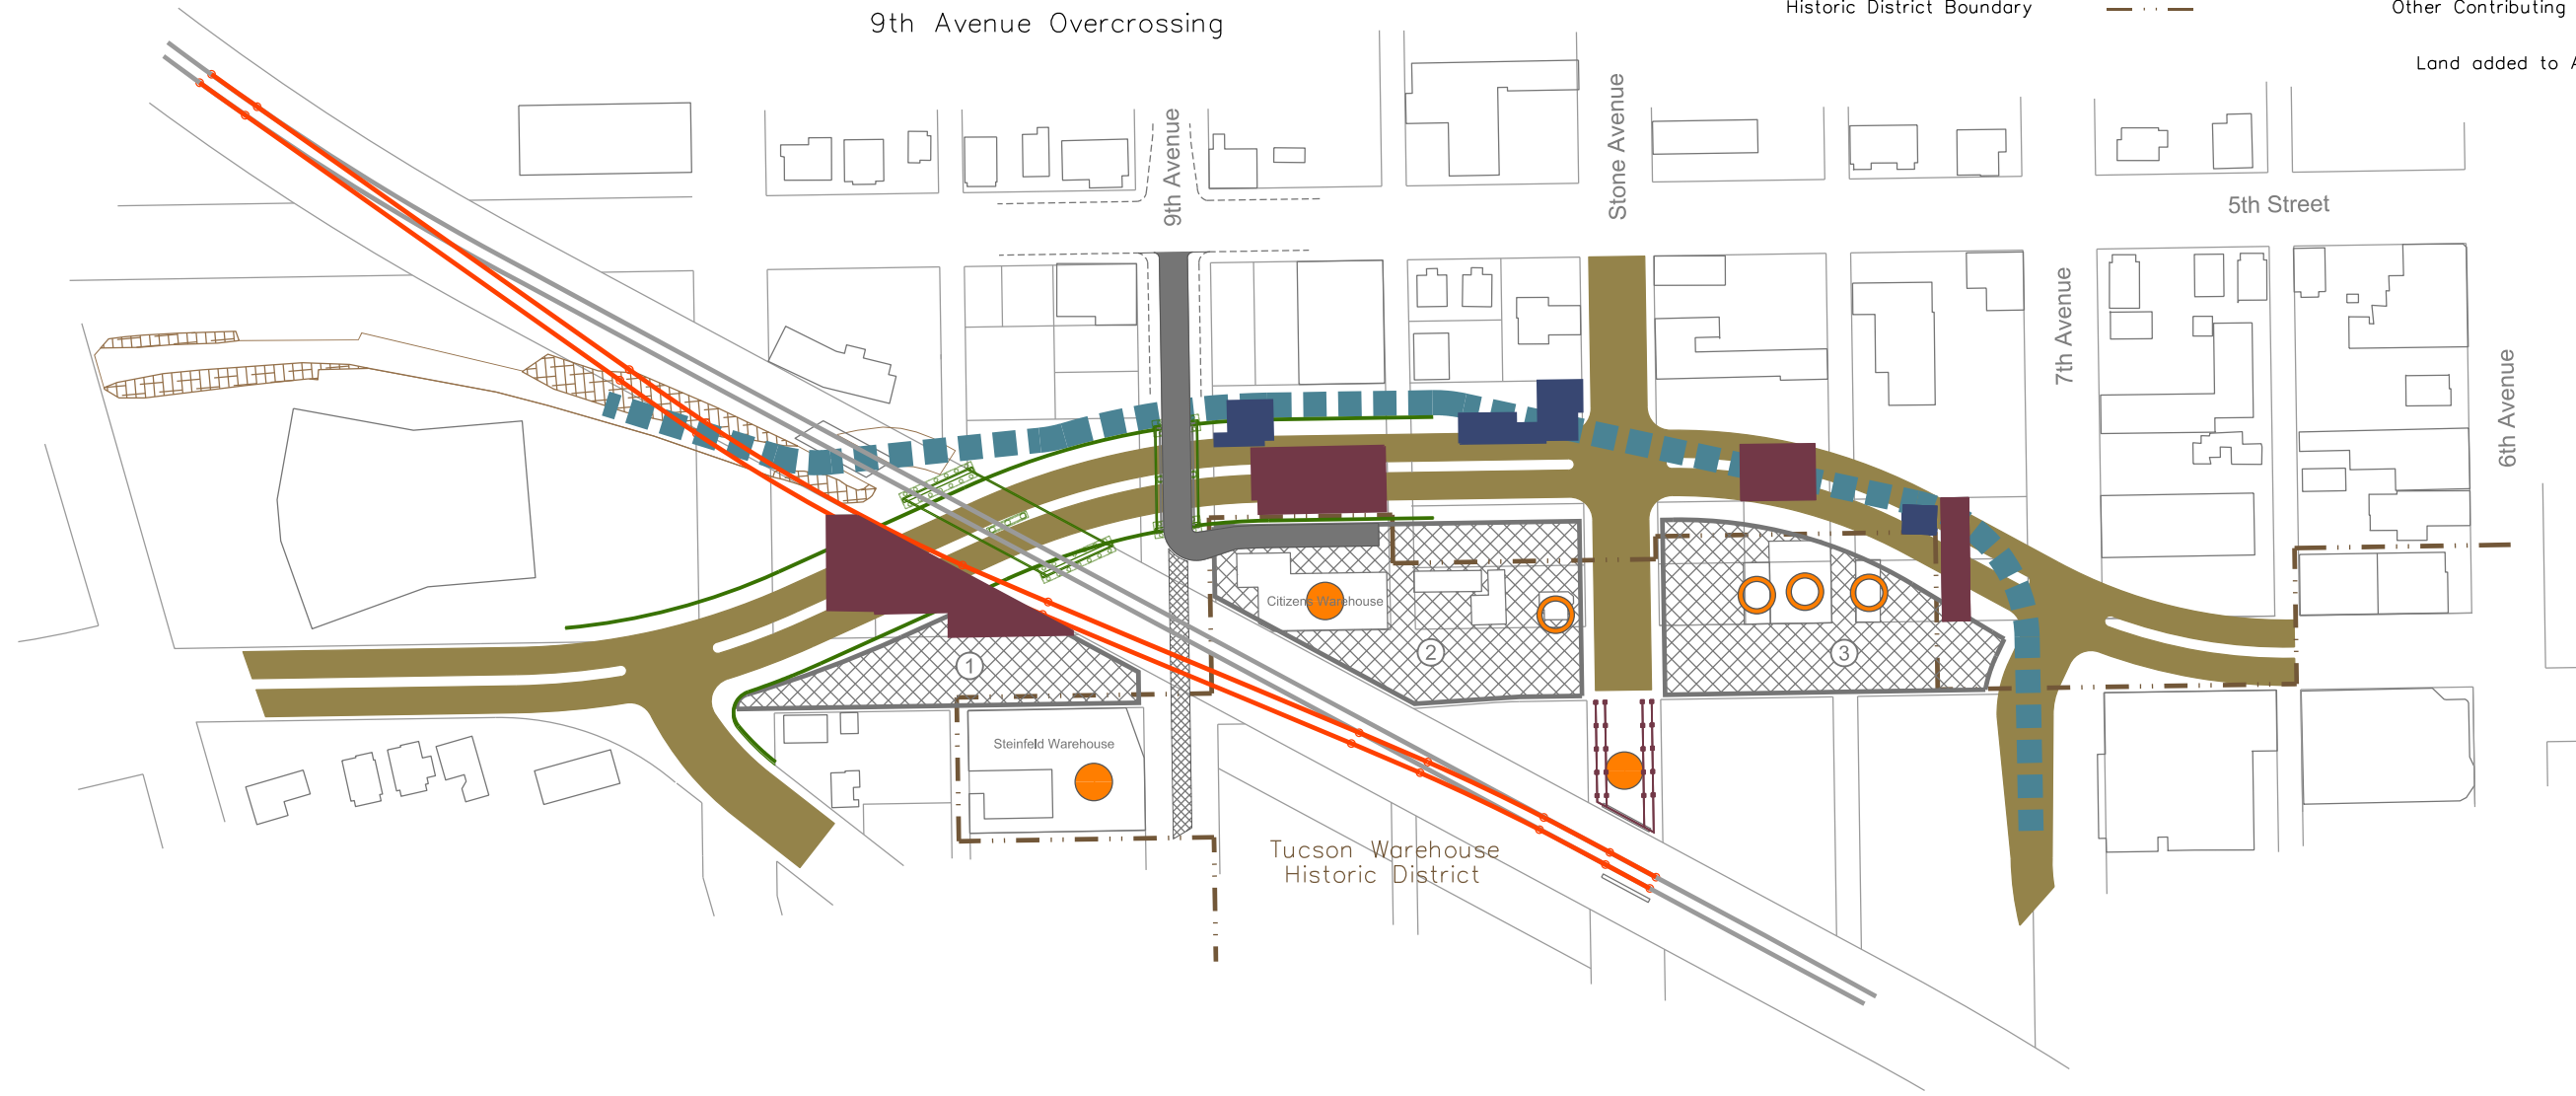 Historic District Boundary
Other Contributing
9th Avenue Overcrossing
Land added to
9th Avenue
Stone Avenue
5th Street
7th Avenue
6th Avenue
Citizens Warehouse
1
2
3
Steinfeld Warehouse
Tucson Warehouse
Historic District